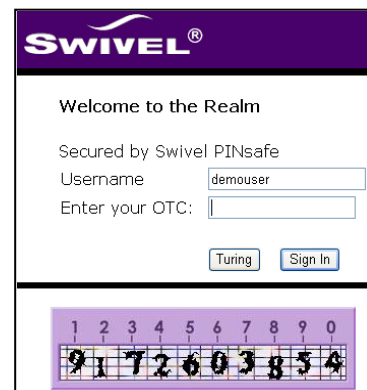 SWIVEL®
Welcome to the Realm
Secured by Swivel PINsafe
Username demouser
Enter your OTC:
Turing Sign In
1 2 3 4 5 6 7 8 9 0
9 1 7 2 6 0 3 8 5 4